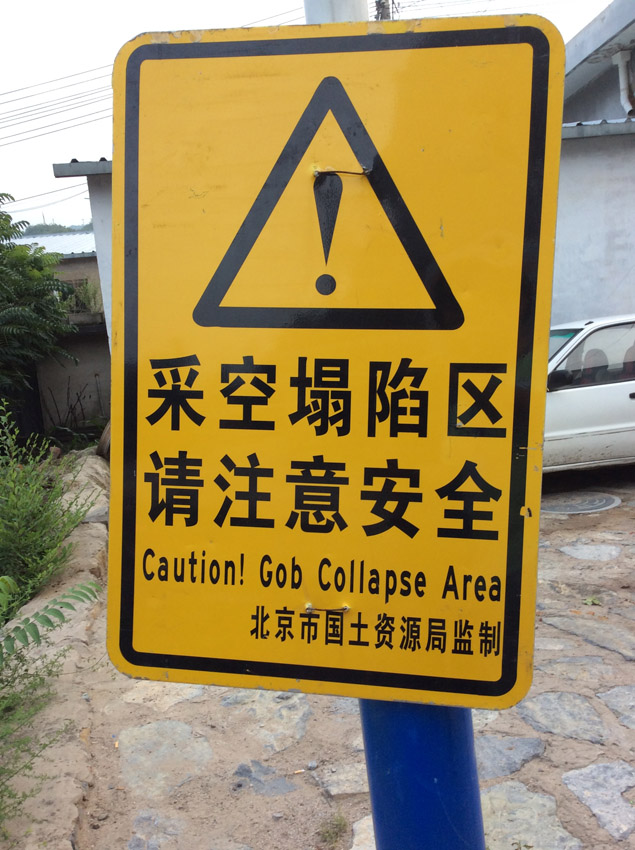 采空塌陷区
请注意安全
Caution! Gob Collapse Area
北京市国土资源局监制